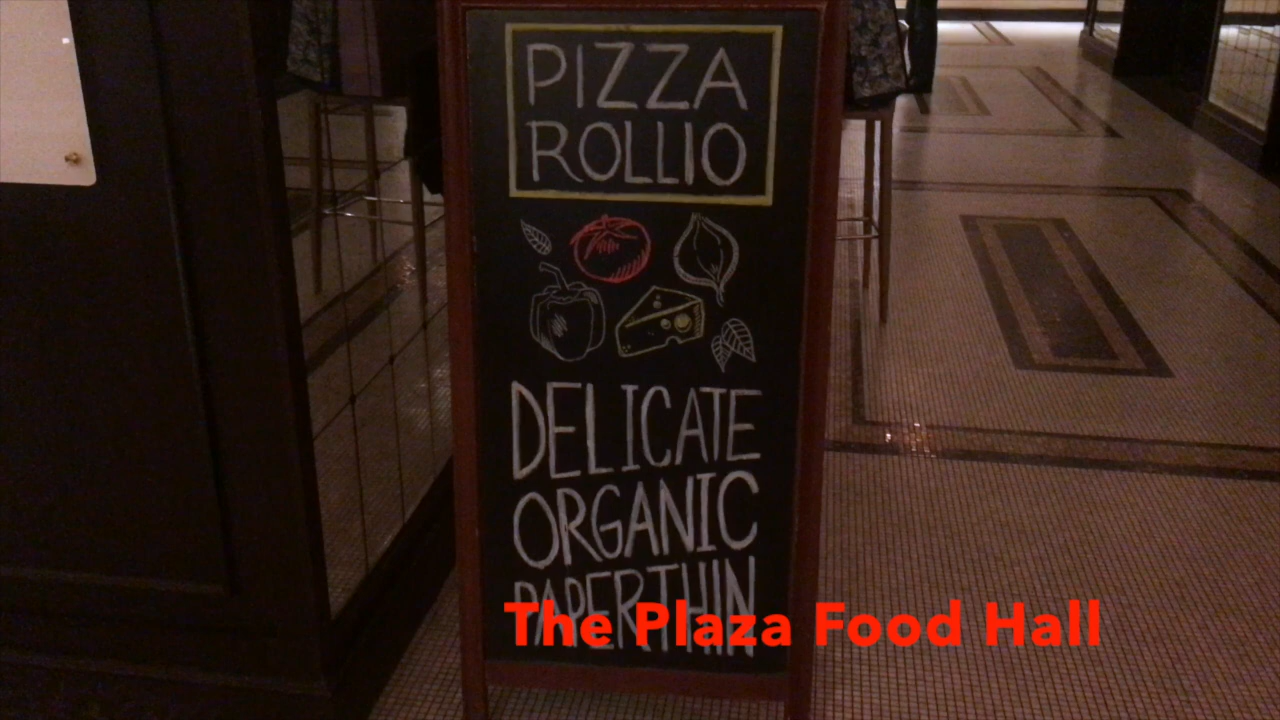 PIZZA
ROLLIO
DELICATE
ORGANIC
PAPERTHIN
The Plaza Food Hall